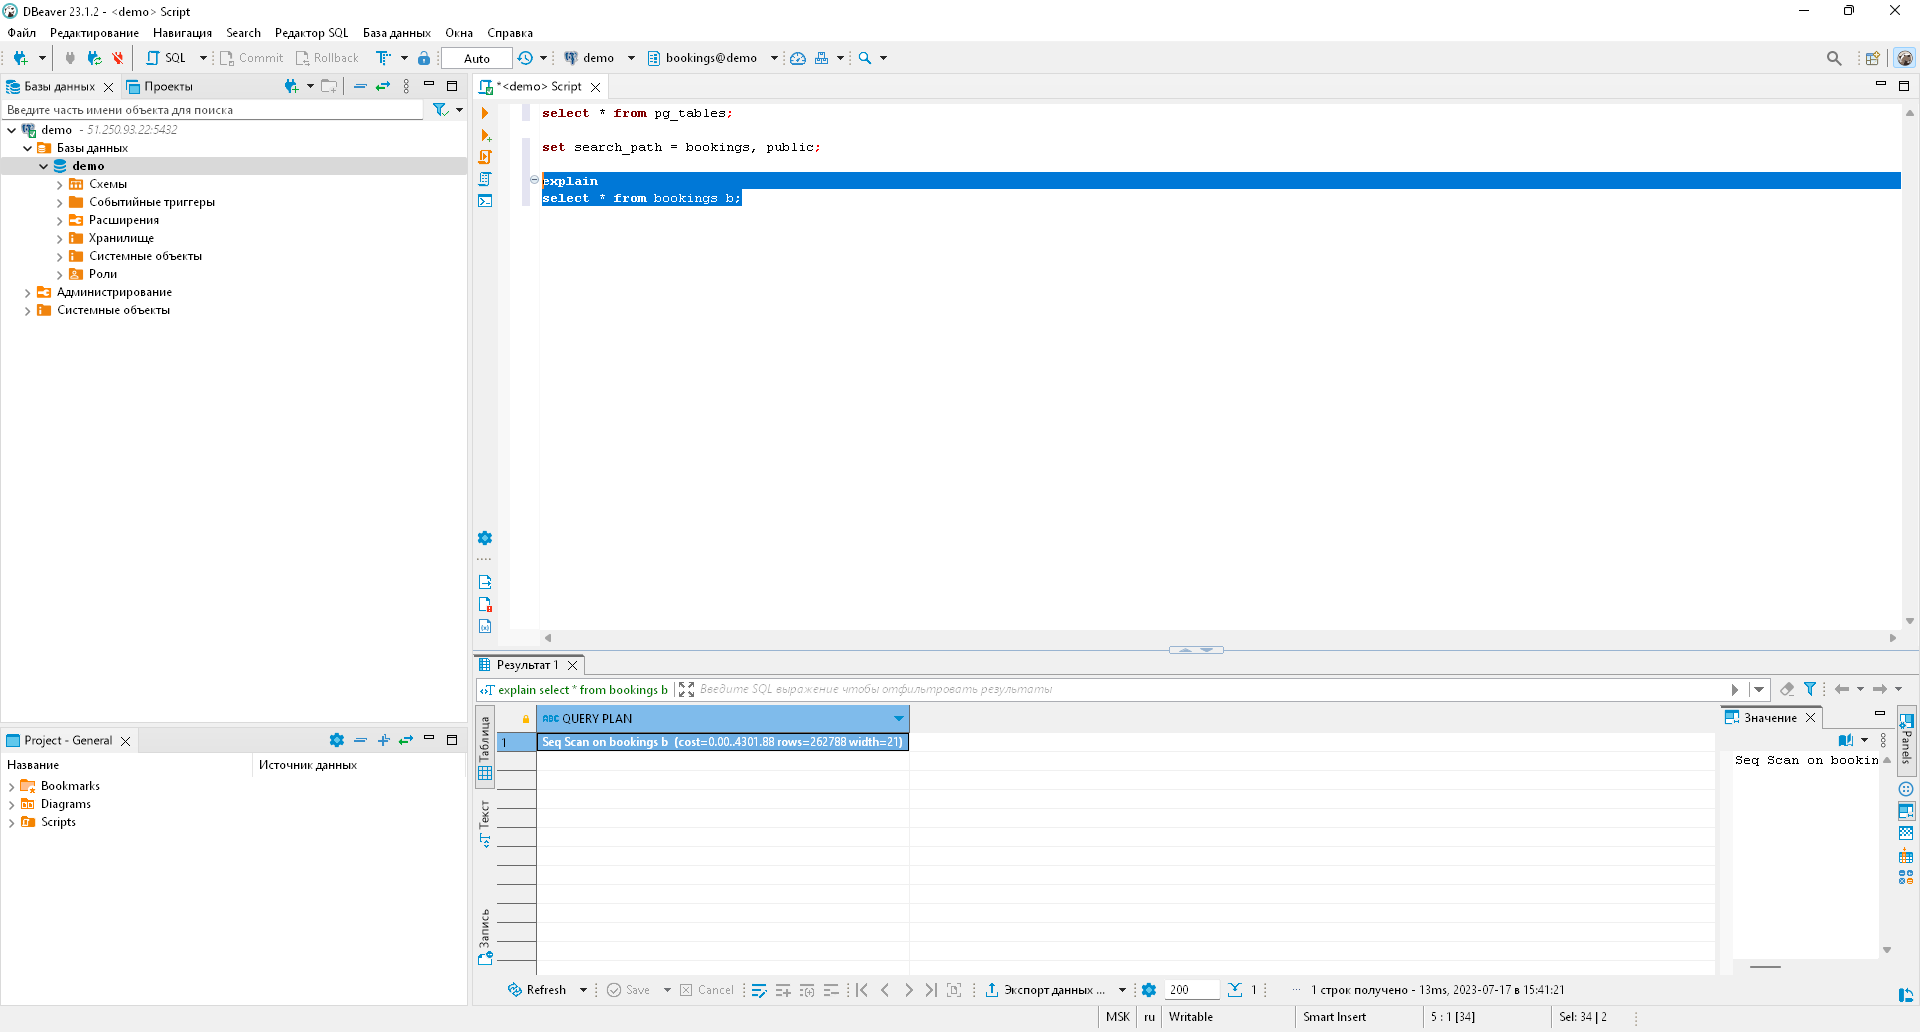 DBeaver 23.1.2 - <demo> Script
Файл Редактирование Навигация Search Редактор SQL База данных Окна Справка
SQL Commit Rollback Auto demo bookings@demo
Базы данных Проекты
Введите часть имени объекта для поиска
demo - 51.250.93.22:5432
Базы данных
demo
Схемы
Событийные триггеры
Расширения
Хранилище
Системные объекты
Роли
Администрирование
Системные объекты
Project - General
Название Источник данных
Bookmarks
Diagrams
Scripts
*<demo> Script
select * from pg_tables;
set search_path = bookings, public;
explain
select * from bookings b;
Результат 1
explain select * from bookings b Введите SQL выражение чтобы отфильтровать результаты
Таблица
Текст
Запись
ABC QUERY PLAN
1 Seq Scan on bookings b (cost=0.00..4301.88 rows=262788 width=21)
Значение
Seq Scan on bookin
Panels
Refresh Save Cancel Экспорт данных ... 200 1 ... 1 строк получено - 13ms, 2023-07-17 в 15:41:21
MSK ru Writable Smart Insert 5 : 1 [34] Sel: 34 | 2